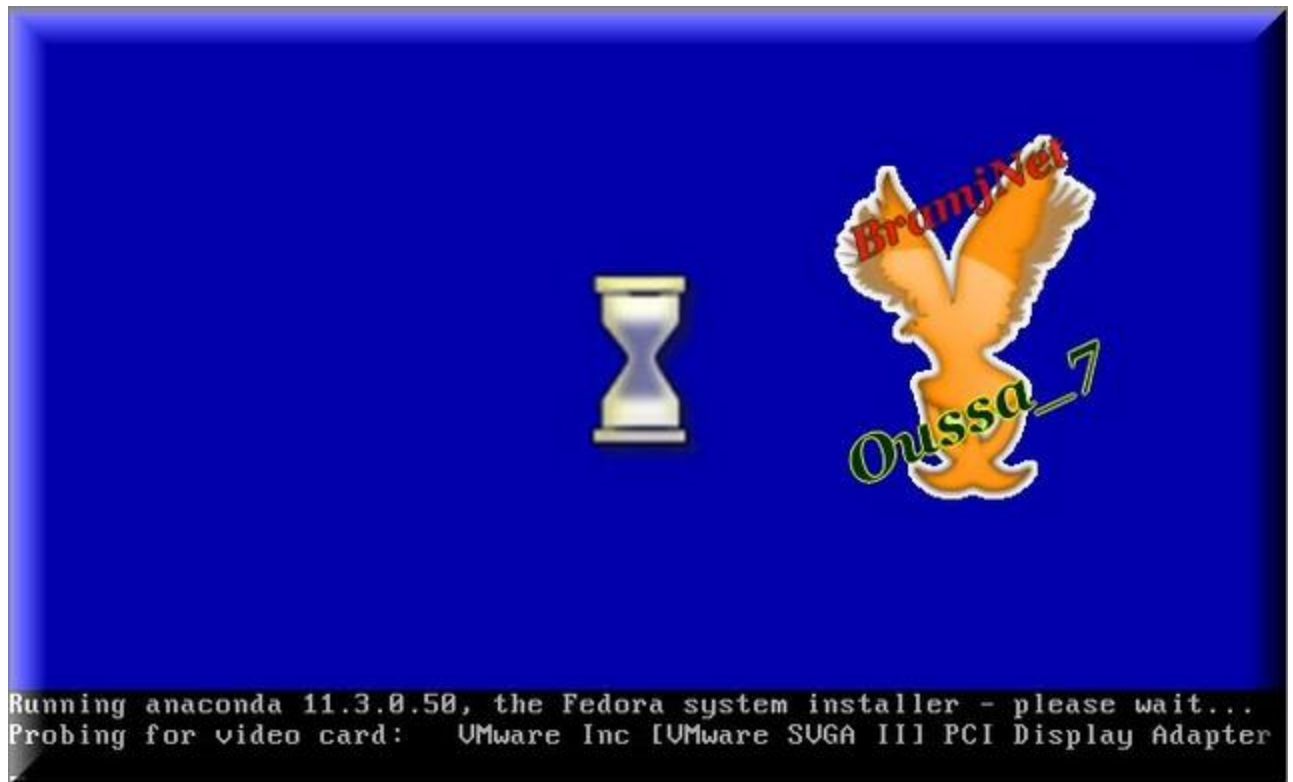 BramjNet
Oussa_7
Running anaconda 11.3.0.50, the Fedora system installer - please wait...
Probing for video card:   VMware Inc [VMware SVGA II] PCI Display Adapter